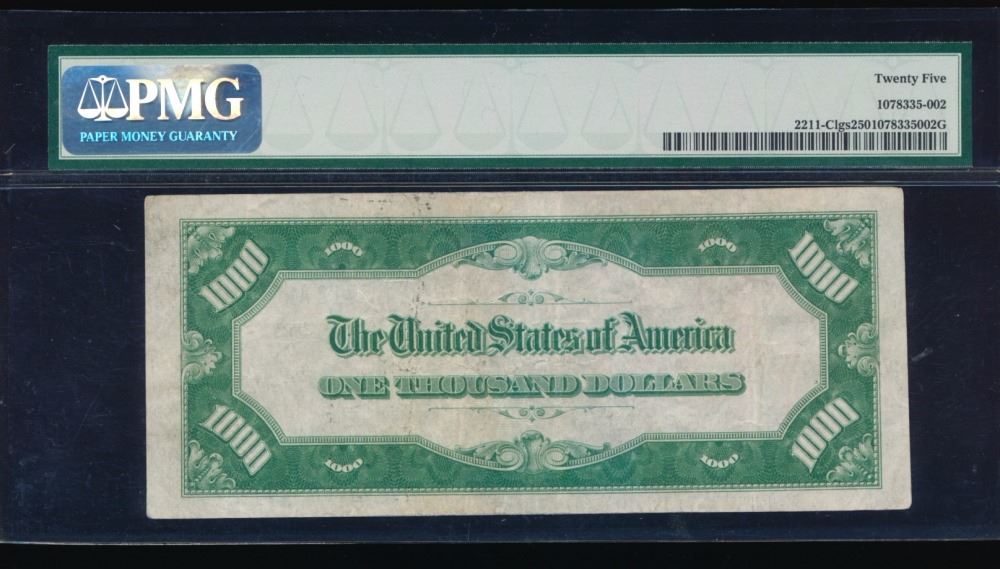 PMG
PAPER MONEY GUARANTY
Twenty Five
1078335-002
2211-Clgs2501078335002G
1000 1000 1000 1000
The United States of America
ONE THOUSAND DOLLARS
1000 1000 1000 1000